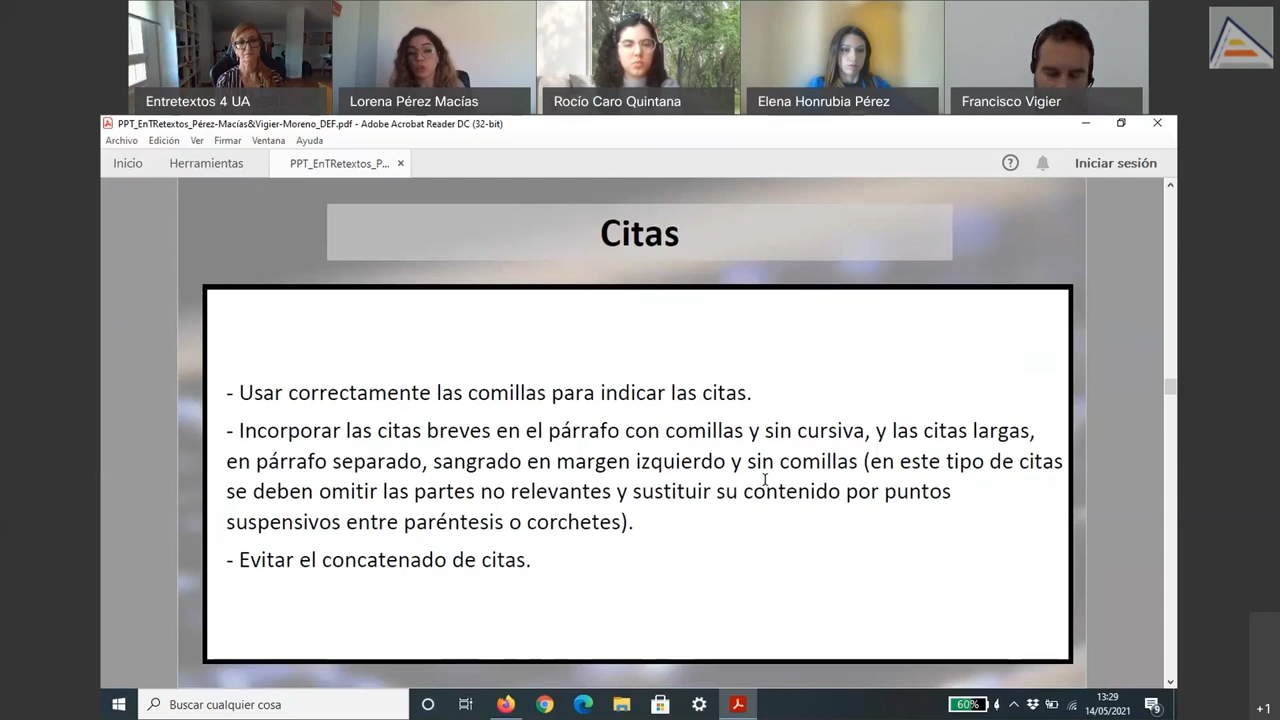 Entretextos 4 UA
Lorena Pérez Macías
Rocío Caro Quintana
Elena Honrubia Pérez
Francisco Vigier
PPT_EnTRetextos_Pérez-Macías&Vigier-Moreno_DEF.pdf - Adobe Acrobat Reader DC (32-bit)
Archivo Edición Ver Firmar Ventana Ayuda
Inicio Herramientas PPT_EnTRetextos_P... × Iniciar sesión
Citas
- Usar correctamente las comillas para indicar las citas.
- Incorporar las citas breves en el párrafo con comillas y sin cursiva, y las citas largas,
en párrafo separado, sangrado en margen izquierdo y sin comillas (en este tipo de citas
se deben omitir las partes no relevantes y sustituir su contenido por puntos
suspensivos entre paréntesis o corchetes).
- Evitar el concatenado de citas.
Buscar cualquier cosa
60%
13:29
14/05/2021
9
+1